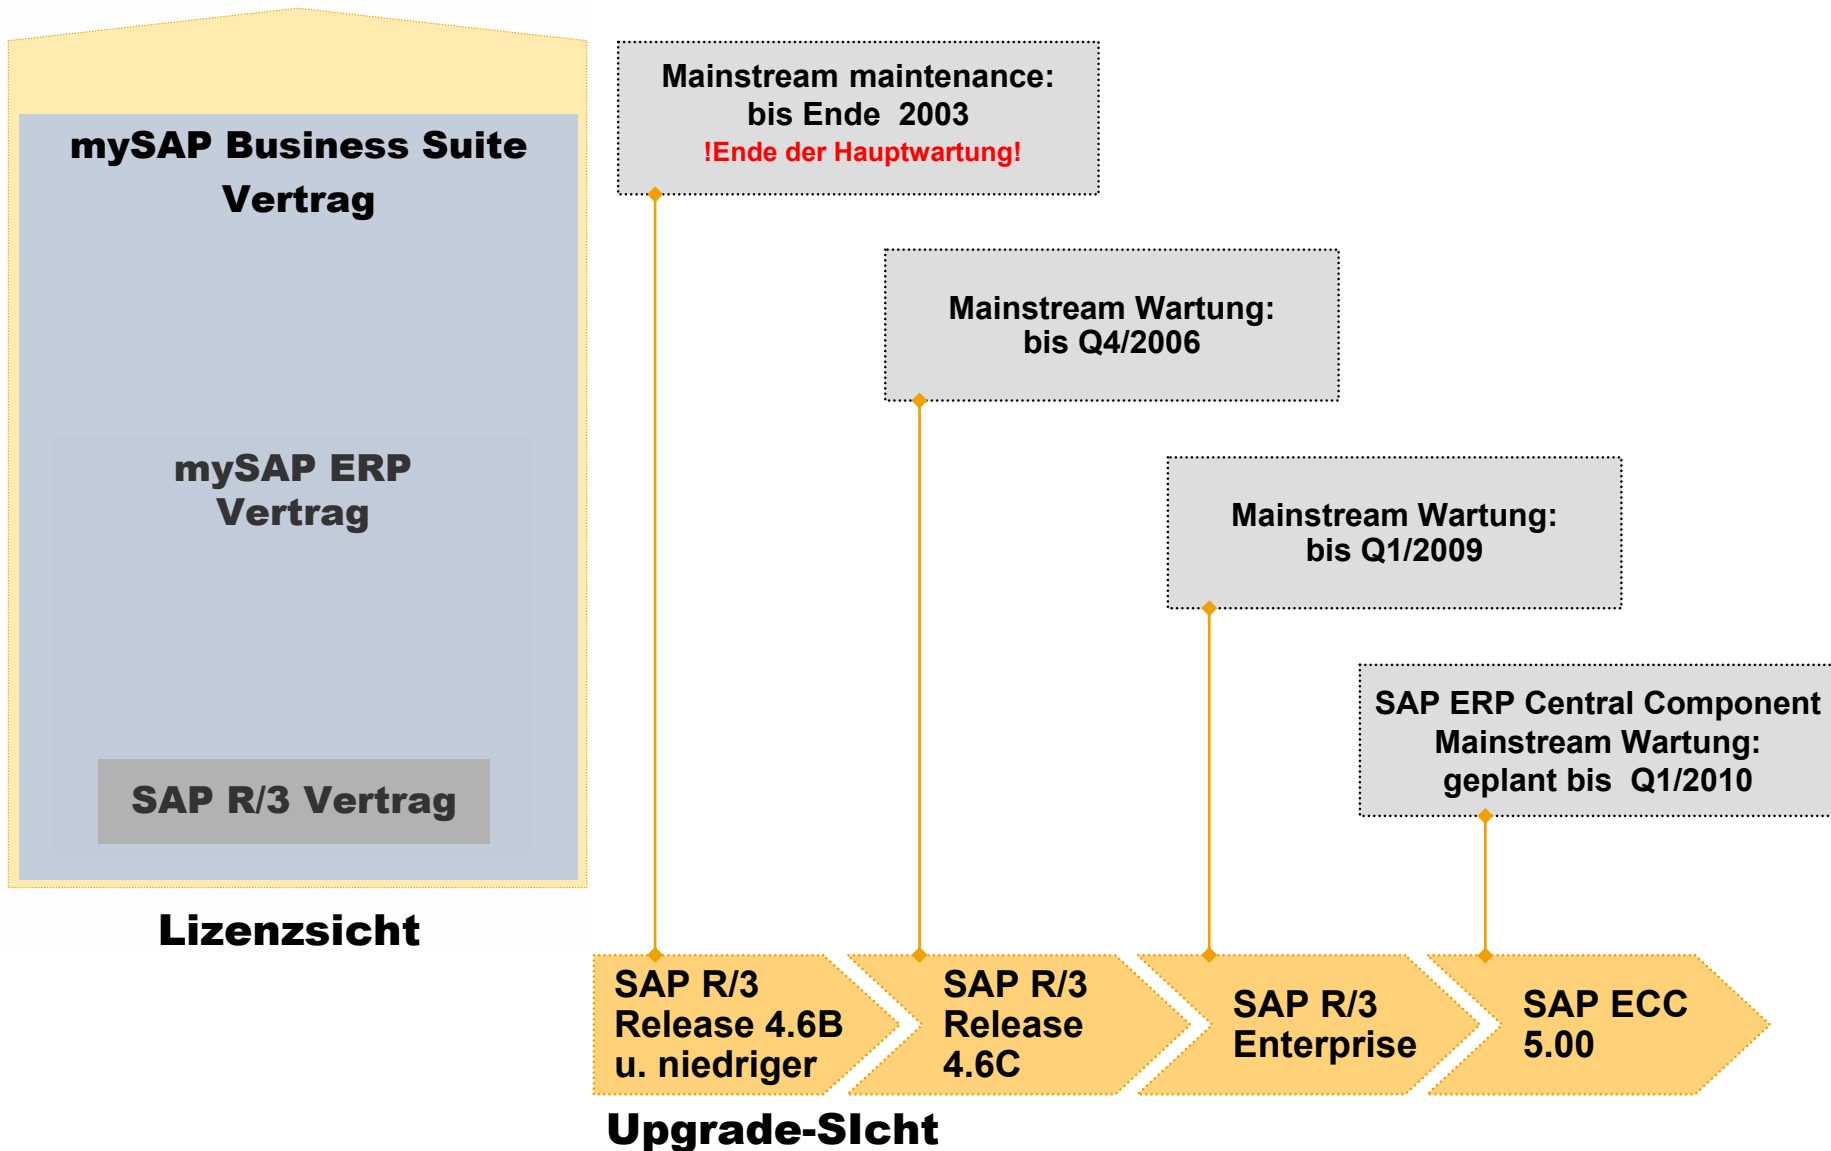 mySAP Business Suite
Vertrag
mySAP ERP
Vertrag
SAP R/3 Vertrag
Lizenzsicht
Mainstream maintenance:
bis Ende 2003
!Ende der Hauptwartung!
Mainstream Wartung:
bis Q4/2006
Mainstream Wartung:
bis Q1/2009
SAP ERP Central Component
Mainstream Wartung:
geplant bis Q1/2010
SAP R/3
Release 4.6B
u. niedriger
SAP R/3
Release
4.6C
SAP R/3
Enterprise
SAP ECC
5.00
Upgrade-SIcht